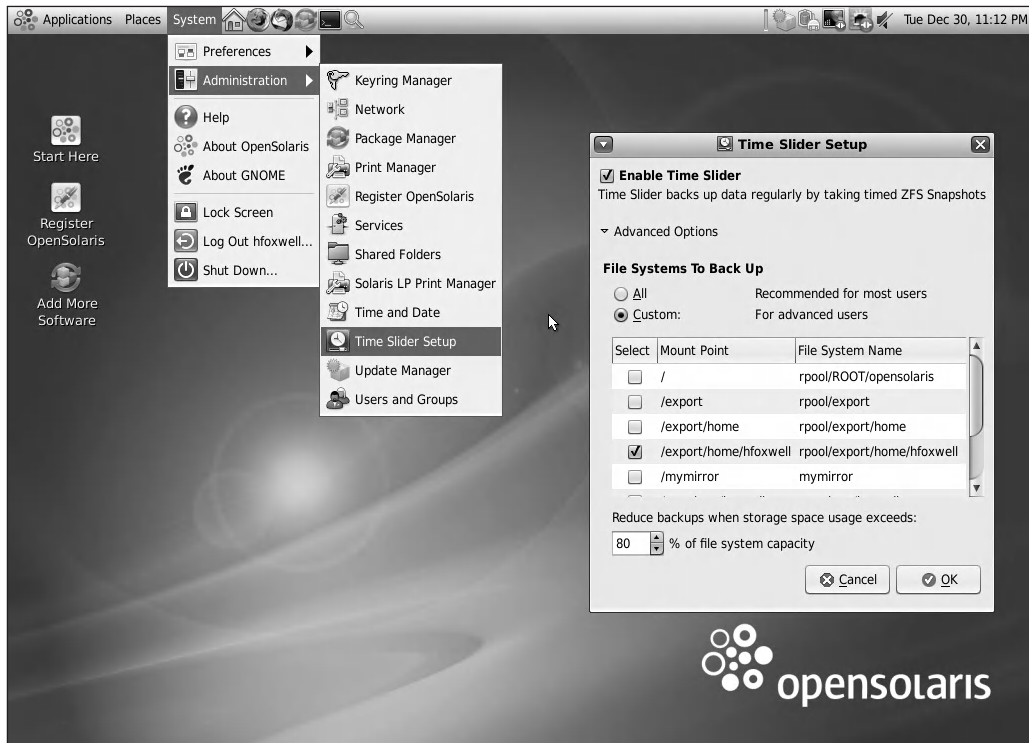 Applications Places System Tue Dec 30, 11:12 PM
Preferences
Administration
Help
About OpenSolaris
About GNOME
Lock Screen
Log Out hfoxwell...
Shut Down...
Keyring Manager
Network
Package Manager
Print Manager
Register OpenSolaris
Services
Shared Folders
Solaris LP Print Manager
Time and Date
Time Slider Setup
Update Manager
Users and Groups
Start Here
Register
OpenSolaris
Add More
Software
Time Slider Setup
Enable Time Slider
Time Slider backs up data regularly by taking timed ZFS Snapshots
Advanced Options
File Systems To Back Up
All Recommended for most users
Custom: For advanced users
Select Mount Point File System Name
/ rpool/ROOT/opensolaris
/export rpool/export
/export/home rpool/export/home
/export/home/hfoxwell rpool/export/home/hfoxwell
/mymirror mymirror
Reduce backups when storage space usage exceeds:
80 % of file system capacity
Cancel OK
opensolaris